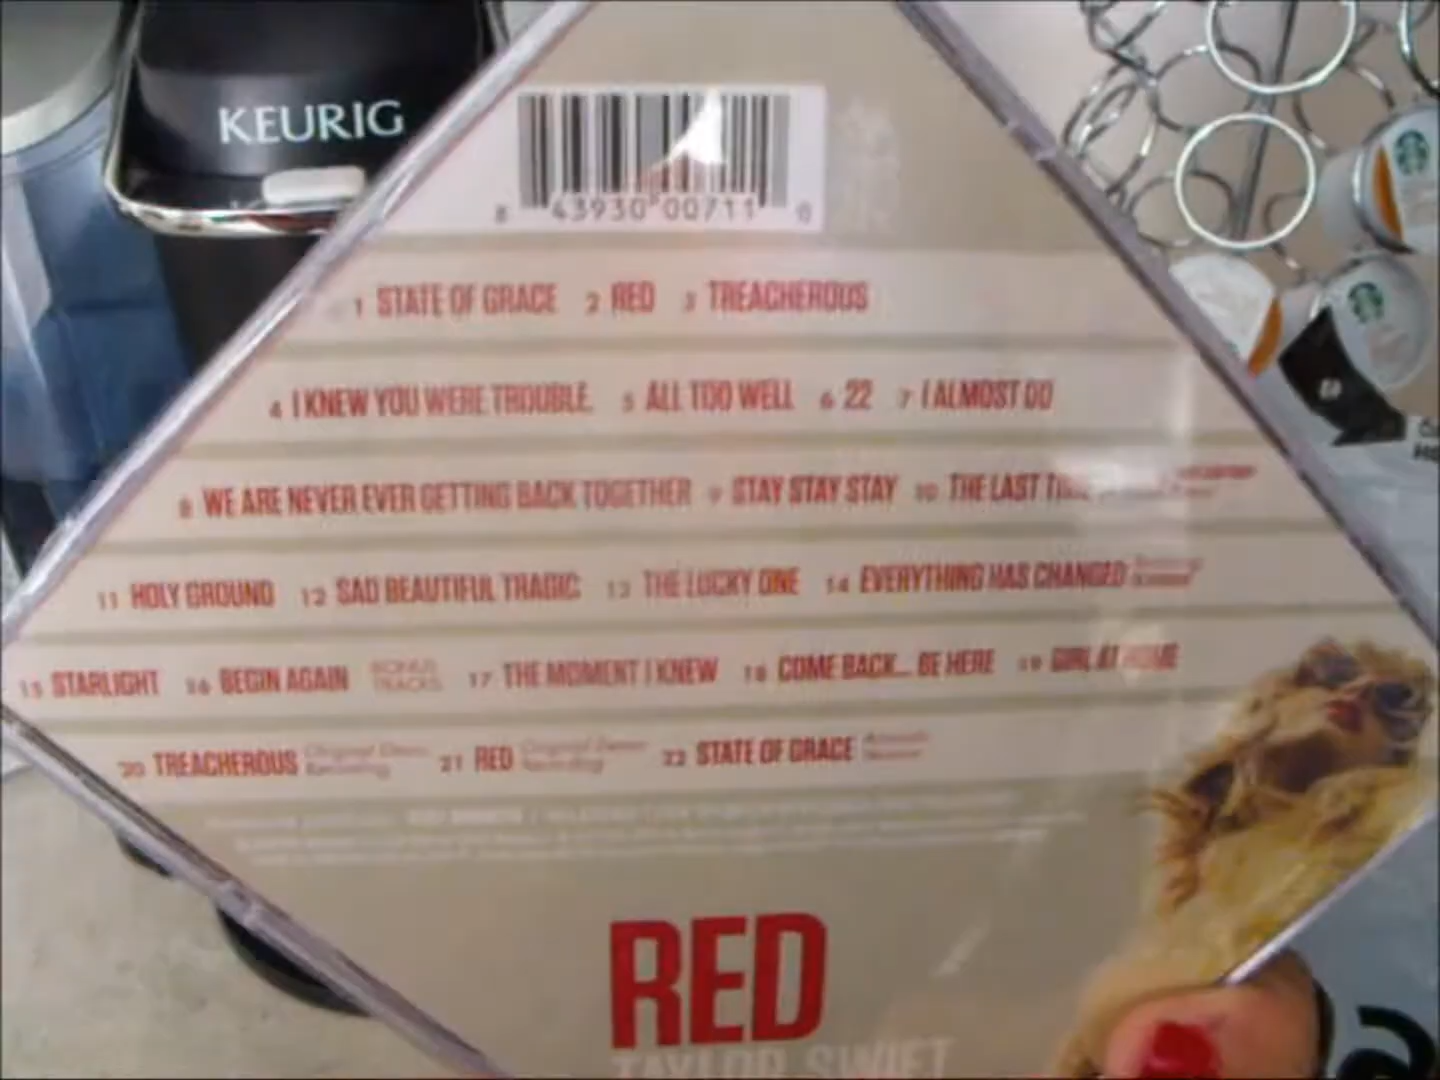 KEURIG
8 43930 00711 0
1 STATE OF GRACE 2 RED 3 TREACHEROUS
4 I KNEW YOU WERE TROUBLE. 5 ALL TOO WELL 6 22 7 I ALMOST DO
8 WE ARE NEVER EVER GETTING BACK TOGETHER 9 STAY STAY STAY 10 THE LAST TIME
11 HOLY GROUND 12 SAD BEAUTIFUL TRAGIC 13 THE LUCKY ONE 14 EVERYTHING HAS CHANGED
15 STARLIGHT 16 BEGIN AGAIN BONUS TRACKS 17 THE MOMENT I KNEW 18 COME BACK... BE HERE 19 GIRL AT HOME
20 TREACHEROUS Original Demo Recording 21 RED Original Demo Recording 22 STATE OF GRACE Acoustic Version
RED
TAYLOR SWIFT